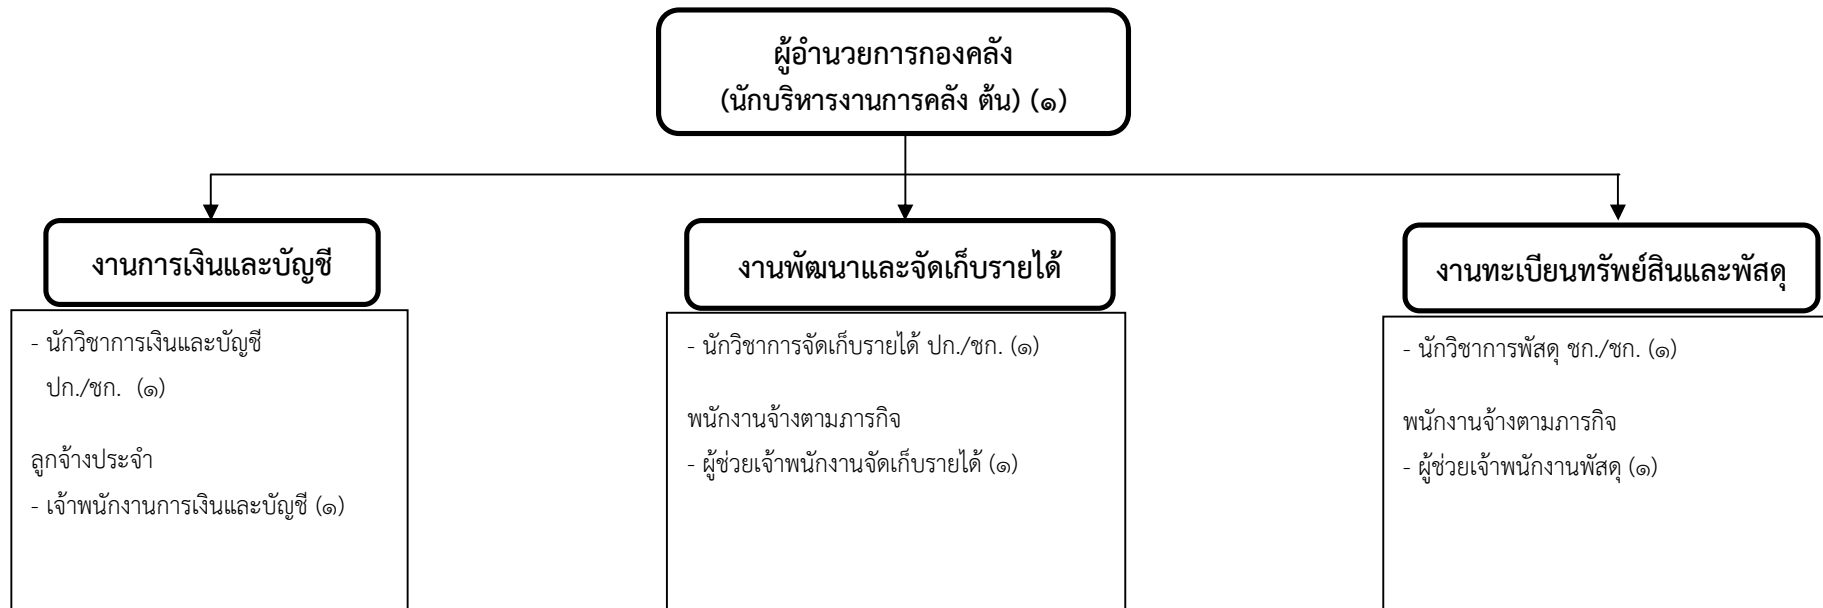 ผู้อำนวยการกองคลัง
(นักบริหารงานการคลัง ต้น) (๑)
งานการเงินและบัญชี
- นักวิชาการเงินและบัญชี
ปก./ชก. (๑)
ลูกจ้างประจำ
- เจ้าพนักงานการเงินและบัญชี (๑)
งานพัฒนาและจัดเก็บรายได้
- นักวิชาการจัดเก็บรายได้ ปก./ชก. (๑)
พนักงานจ้างตามภารกิจ
- ผู้ช่วยเจ้าพนักงานจัดเก็บรายได้ (๑)
งานทะเบียนทรัพย์สินและพัสดุ
- นักวิชาการพัสดุ ชก./ชก. (๑)
พนักงานจ้างตามภารกิจ
- ผู้ช่วยเจ้าพนักงานพัสดุ (๑)